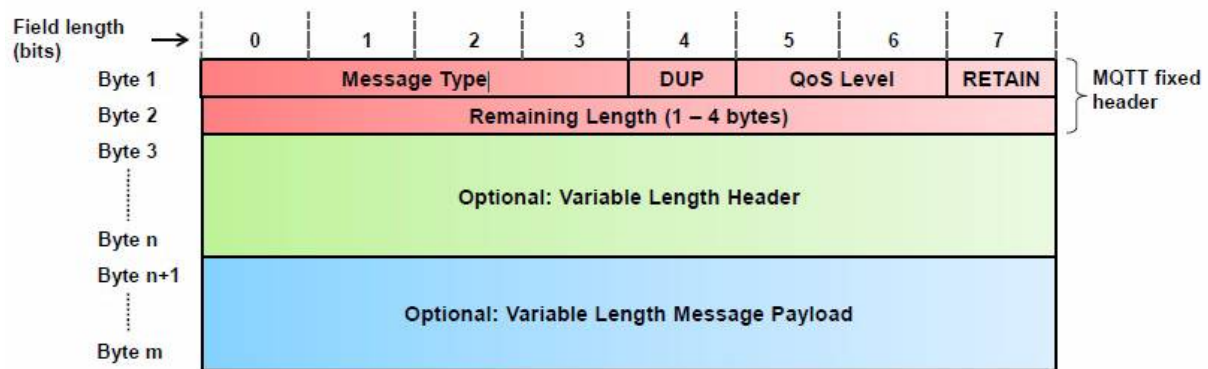 Field length
(bits)
0 1 2 3 4 5 6 7
Byte 1 Message Type DUP QoS Level RETAIN
MQTT fixed
header
Byte 2 Remaining Length (1 – 4 bytes)
Byte 3
Optional: Variable Length Header
Byte n
Byte n+1
Optional: Variable Length Message Payload
Byte m